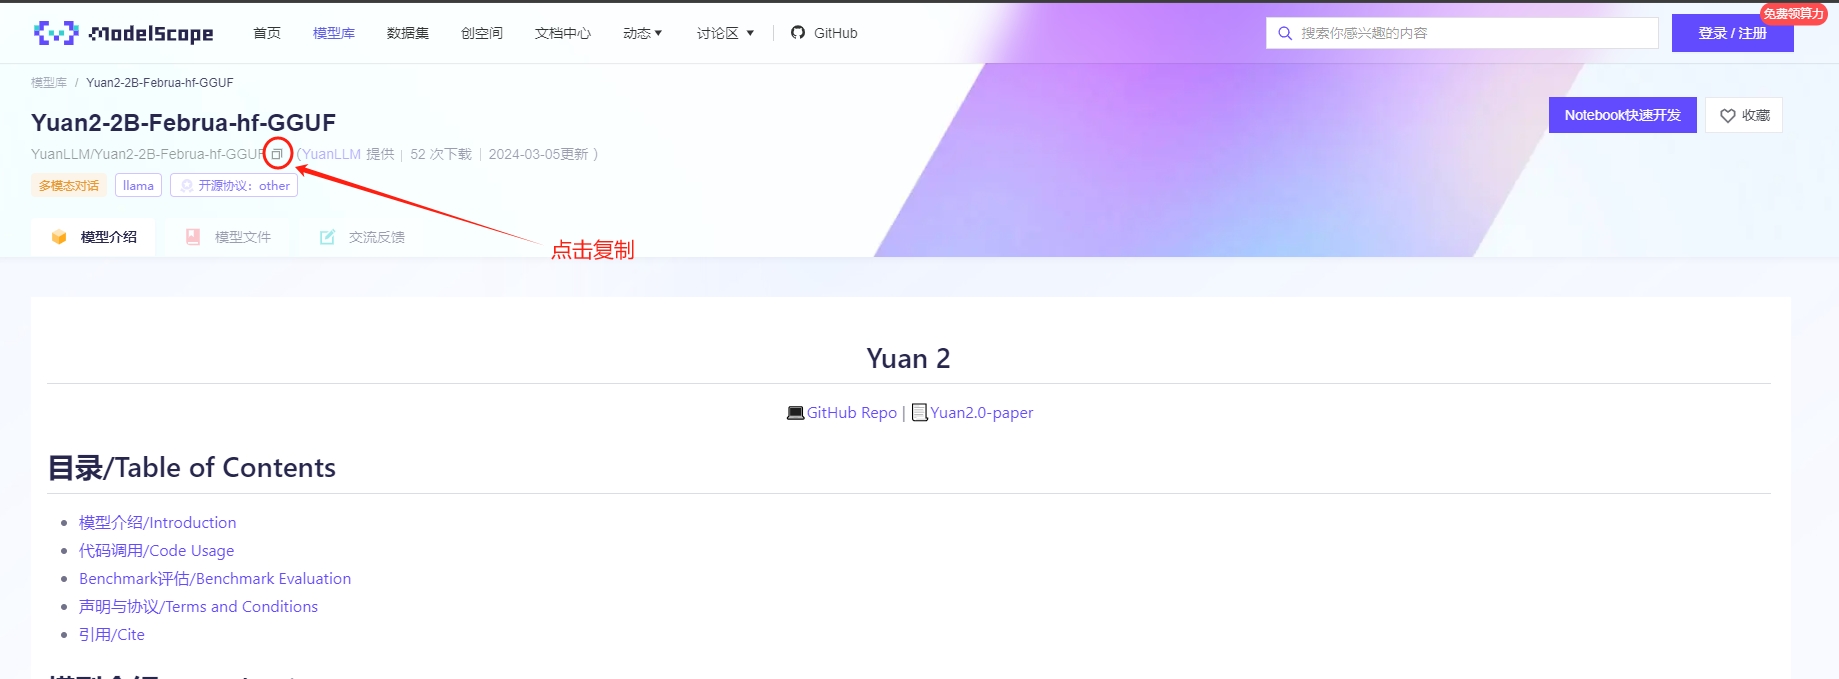 ModelScope 首页 模型库 数据集 创空间 文档中心 动态 ▼ 讨论区 ▼ GitHub 搜索你感兴趣的内容 登录 / 注册 免费领算力
模型库 / Yuan2-2B-Februa-hf-GGUF
Yuan2-2B-Februa-hf-GGUF
Notebook快速开发 收藏
YuanLLM/Yuan2-2B-Februa-hf-GGUF (YuanLLM 提供 | 52 次下载 | 2024-03-05更新 )
多模态对话 llama 开源协议：other
模型介绍 模型文件 交流反馈
点击复制
Yuan 2
GitHub Repo | Yuan2.0-paper
目录/Table of Contents
模型介绍/Introduction
代码调用/Code Usage
Benchmark评估/Benchmark Evaluation
声明与协议/Terms and Conditions
引用/Cite